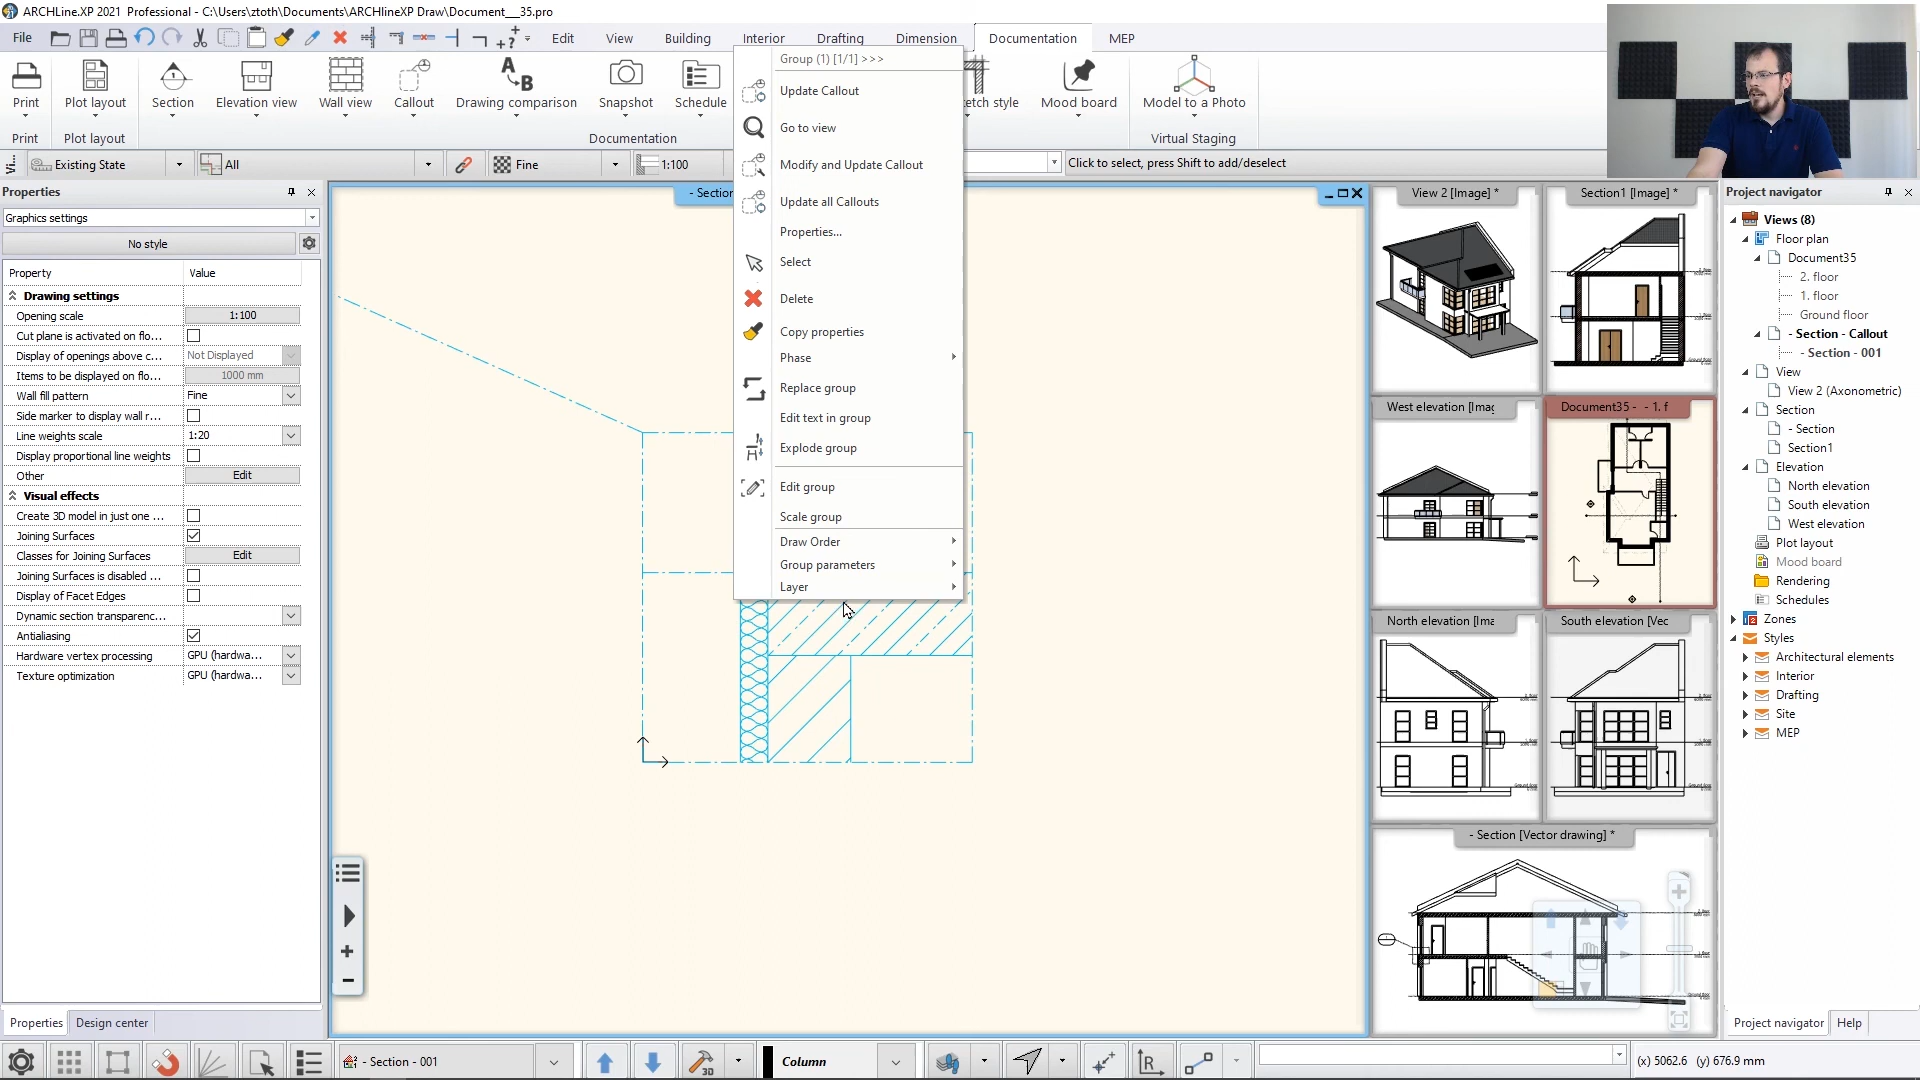 ARCHLine.XP 2021 Professional - C:\Users\ztoth\Documents\ARCHlineXP Draw\Document__35.pro
File Edit View Building Interior Drafting Dimension Documentation MEP
Print Plot layout Section Elevation view Wall view Callout Drawing comparison Snapshot Schedule etch style Mood board Model to a Photo
Print Plot layout Documentation Virtual Staging
Existing State All Fine 1:100 Click to select, press Shift to add/deselect
Properties
Graphics settings
No style
Property Value
Drawing settings
Opening scale 1:100
Cut plane is activated on flo...
Display of openings above c... Not Displayed
Items to be displayed on flo... 1000 mm
Wall fill pattern Fine
Side marker to display wall r...
Line weights scale 1:20
Display proportional line weights
Other Edit
Visual effects
Create 3D model in just one ...
Joining Surfaces
Classes for Joining Surfaces Edit
Joining Surfaces is disabled ...
Display of Facet Edges
Dynamic section transparenc...
Antialiasing
Hardware vertex processing GPU (hardwa...
Texture optimization GPU (hardwa...
Properties Design center
- Section
Group (1) [1/1] >>>
Update Callout
Go to view
Modify and Update Callout
Update all Callouts
Properties...
Select
Delete
Copy properties
Phase
Replace group
Edit text in group
Explode group
Edit group
Scale group
Draw Order
Group parameters
Layer
View 2 [Image] * Section1 [Image] *
West elevation [Imag Document35 - - 1. f
North elevation [Ima South elevation [Vec
- Section [Vector drawing] *
Project navigator
Views (8)
Floor plan
Document35
2. floor
1. floor
Ground floor
- Section - Callout
- Section - 001
View
View 2 (Axonometric)
Section
- Section
Section1
Elevation
North elevation
South elevation
West elevation
Plot layout
Mood board
Rendering
Schedules
Zones
Styles
Architectural elements
Interior
Drafting
Site
MEP
Project navigator Help
- Section - 001 3D Column R (x) 5062.6 (y) 676.9 mm